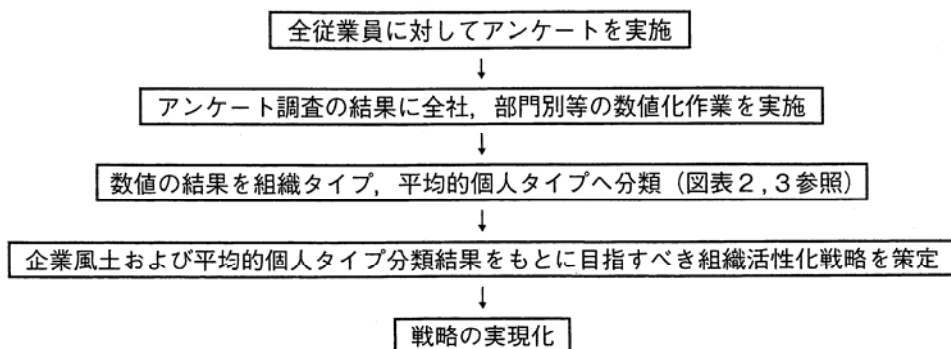 全従業員に対してアンケートを実施
↓
アンケート調査の結果に全社，部門別等の数値化作業を実施
↓
数値の結果を組織タイプ，平均的個人タイプへ分類（図表２，３参照）
↓
企業風土および平均的個人タイプ分類結果をもとに目指すべき組織活性化戦略を策定
↓
戦略の実現化